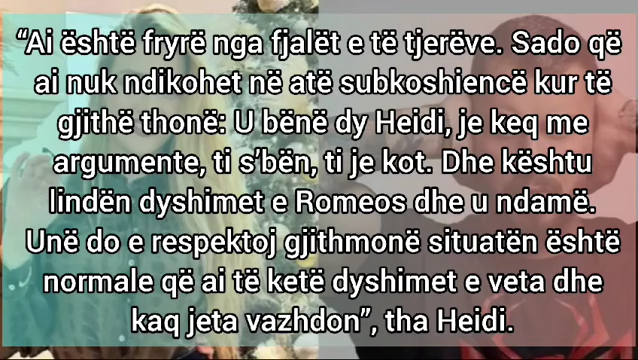 “Ai është fryrë nga fjalët e të tjerëve. Sado që
ai nuk ndikohet në atë subkoshiencë kur të
gjithë thonë: U bënë dy Heidi, je keq me
argumente, ti s’bën, ti je kot. Dhe kështu
lindën dyshimet e Romeos dhe u ndamë.
Unë do e respektoj gjithmonë situatën është
normale që ai të ketë dyshimet e veta dhe
kaq jeta vazhdon”, tha Heidi.